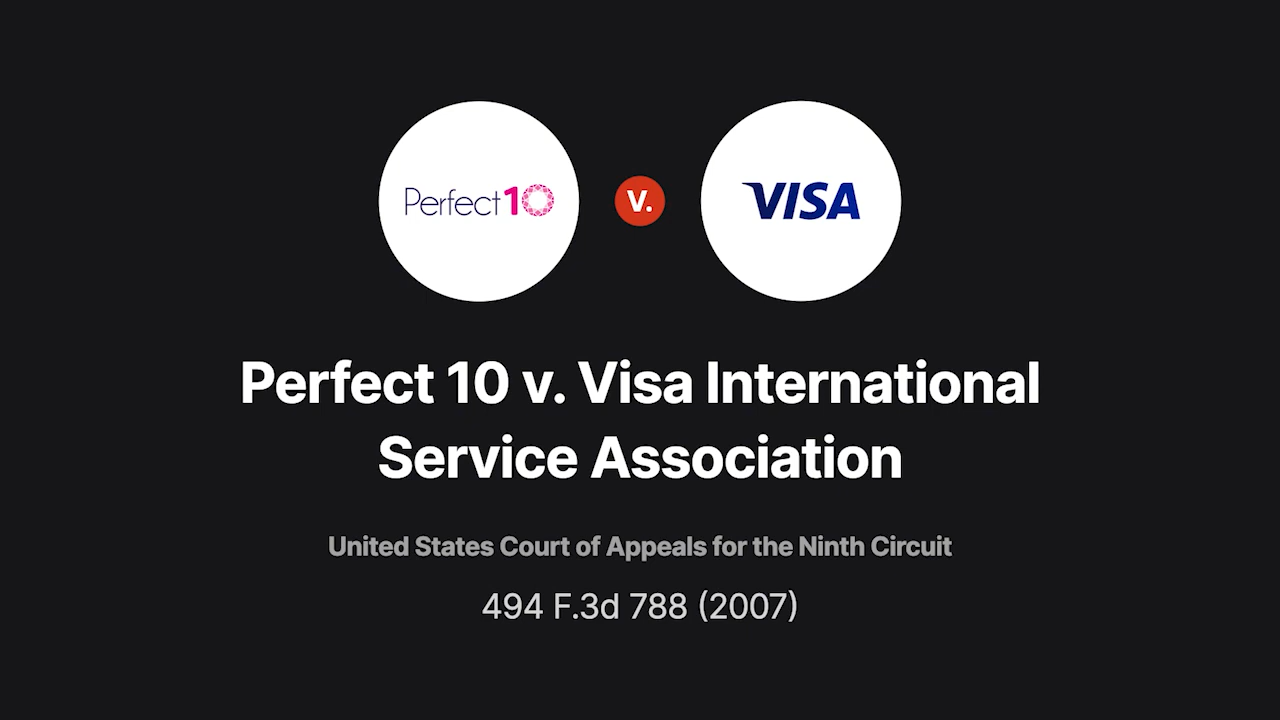 Perfect10
V.
VISA
Perfect 10 v. Visa International
Service Association
United States Court of Appeals for the Ninth Circuit
494 F.3d 788 (2007)